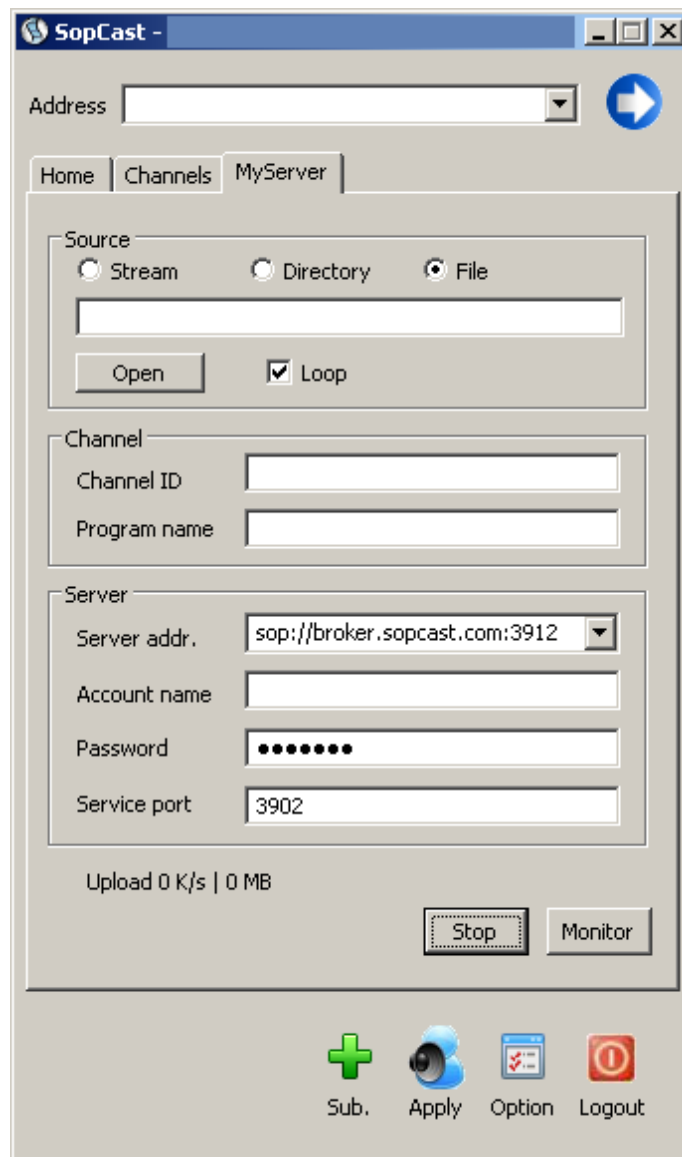 SopCast -
Address
Home Channels MyServer
Source
Stream Directory File
Open Loop
Channel
Channel ID
Program name
Server
Server addr. sop://broker.sopcast.com:3912
Account name
Password •••••••
Service port 3902
Upload 0 K/s | 0 MB
Stop Monitor
Sub. Apply Option Logout